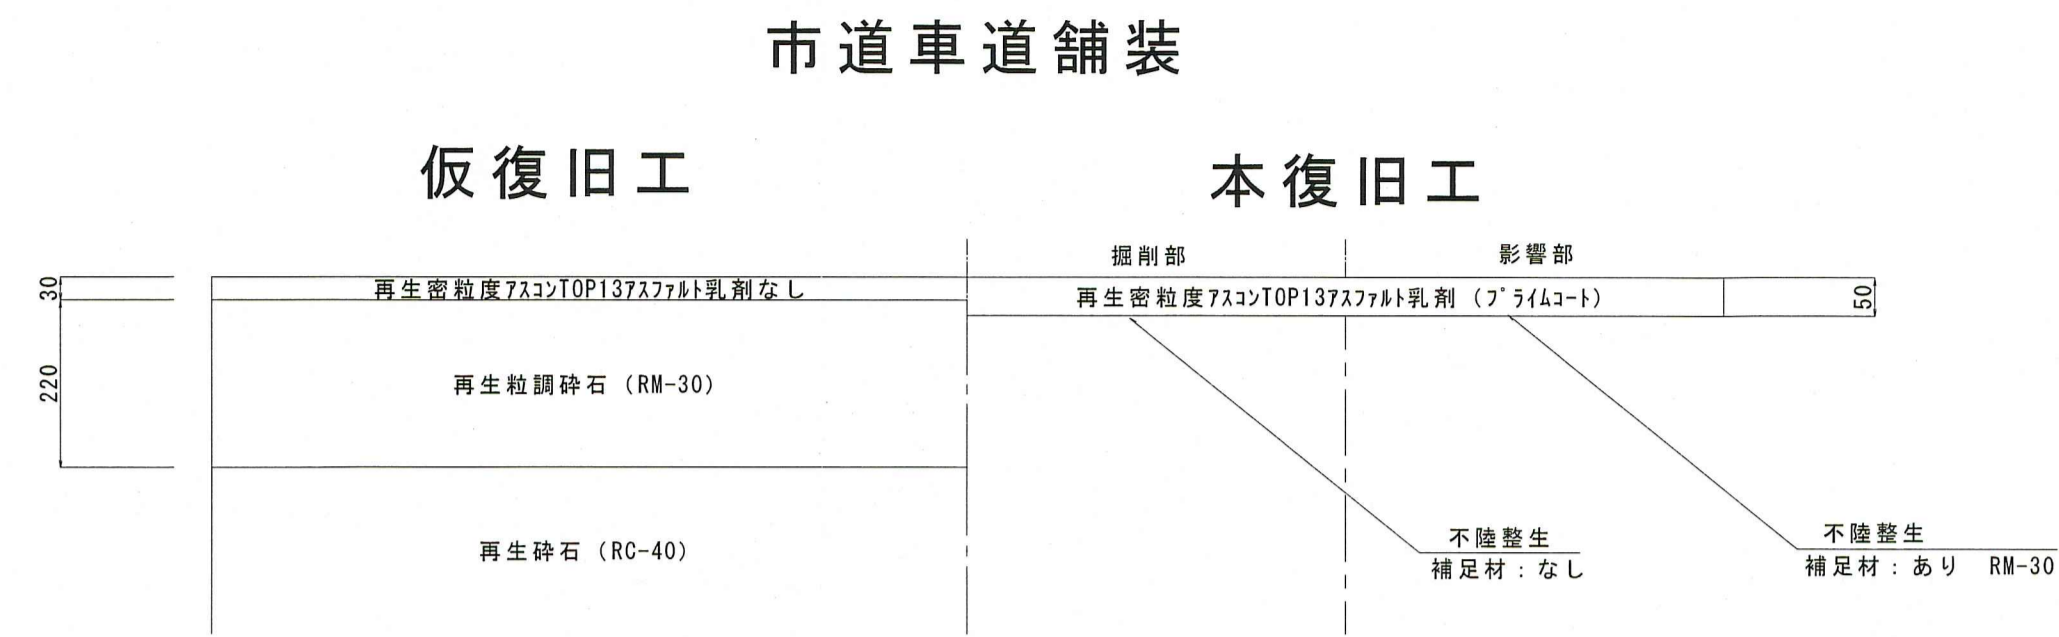 市道車道舗装
仮復旧工
本復旧工
掘削部
影響部
30
再生密粒度ｱｽｺﾝTOP13ｱｽﾌｧﾙﾄ乳剤なし
再生密粒度ｱｽｺﾝTOP13ｱｽﾌｧﾙﾄ乳剤（ﾌﾟﾗｲﾑｺｰﾄ）
50
220
再生粒調砕石（RM-30）
再生砕石（RC-40）
不陸整生
補足材：なし
不陸整生
補足材：あり　RM-30